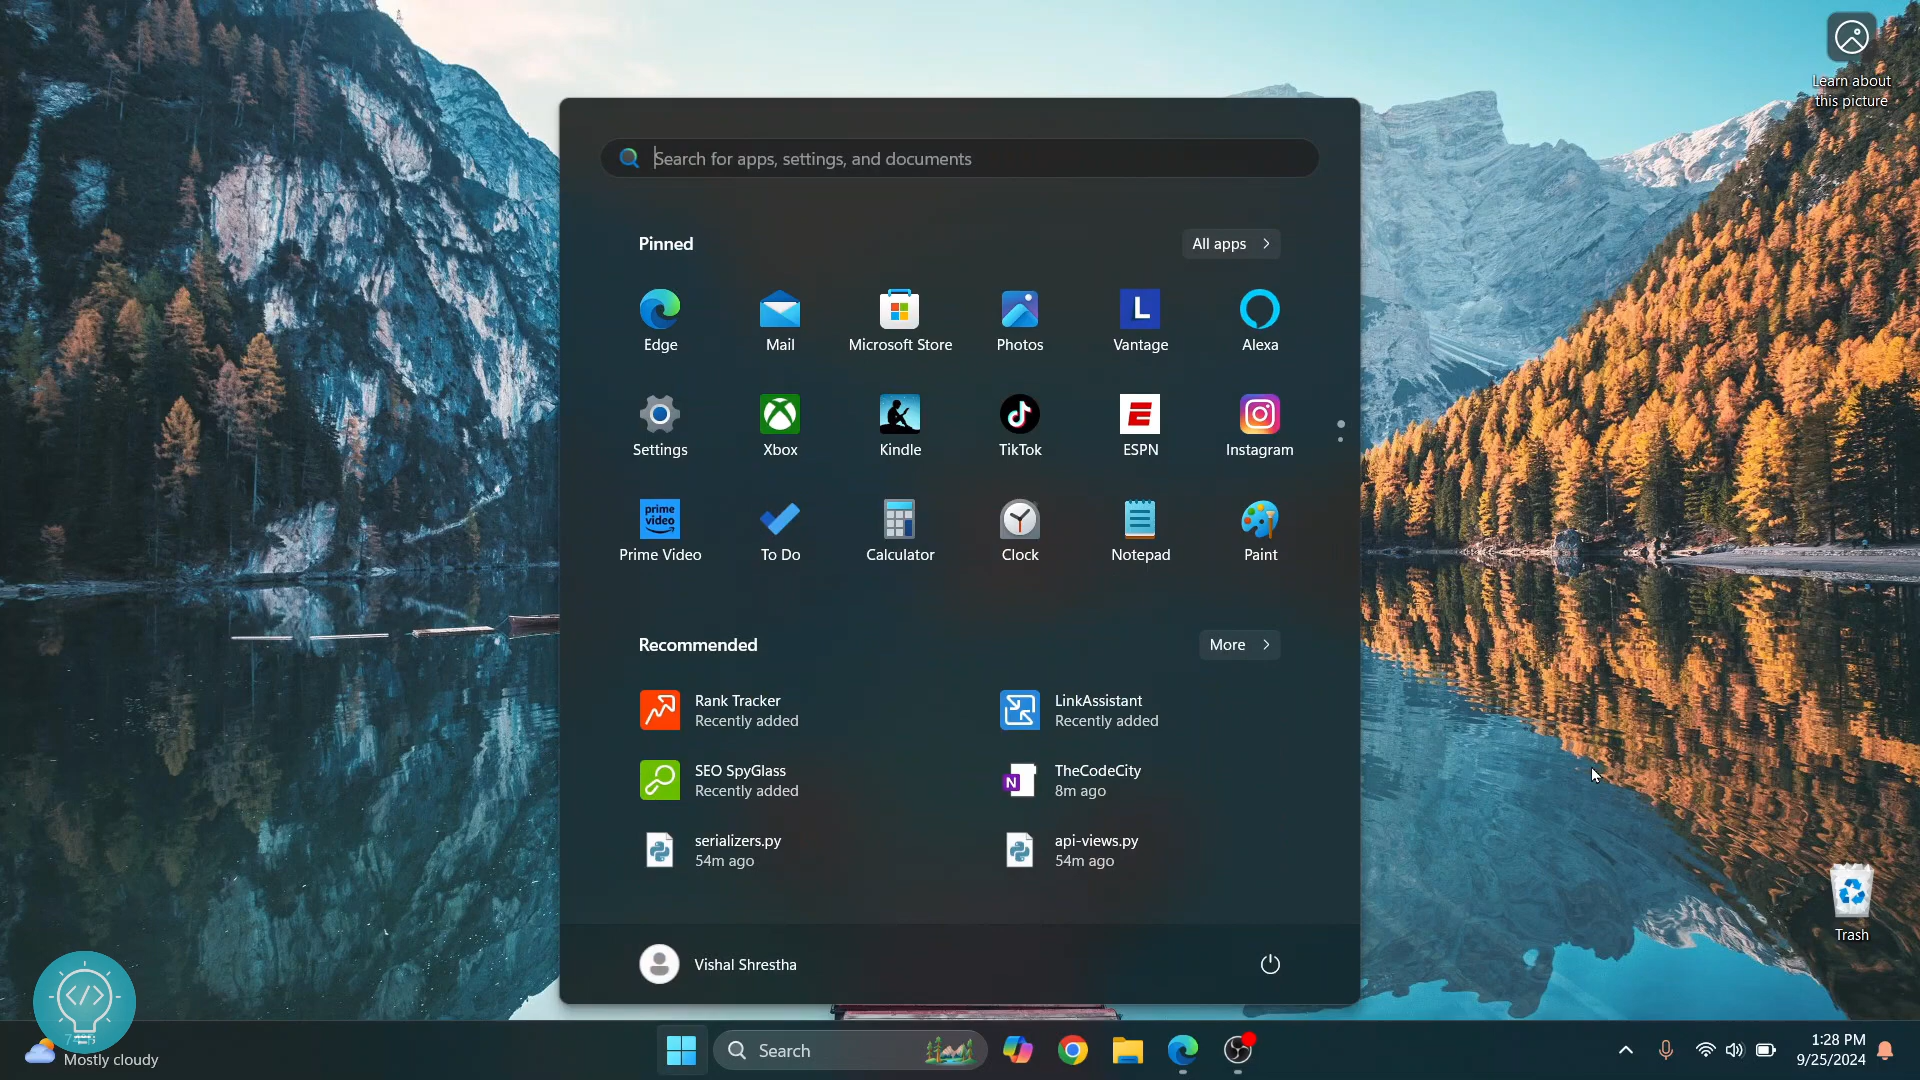 Learn about
this picture
Search for apps, settings, and documents
Pinned
All apps
Edge
Mail
Microsoft Store
Photos
L
Vantage
Alexa
Settings
Xbox
Kindle
TikTok
E
ESPN
Instagram
prime
video
Prime Video
To Do
Calculator
Clock
Notepad
Paint
Recommended
More
Rank Tracker
Recently added
LinkAssistant
Recently added
SEO SpyGlass
Recently added
N
TheCodeCity
8m ago
serializers.py
54m ago
api-views.py
54m ago
Trash
Vishal Shrestha
</>
Mostly cloudy
Search
1:28 PM
9/25/2024